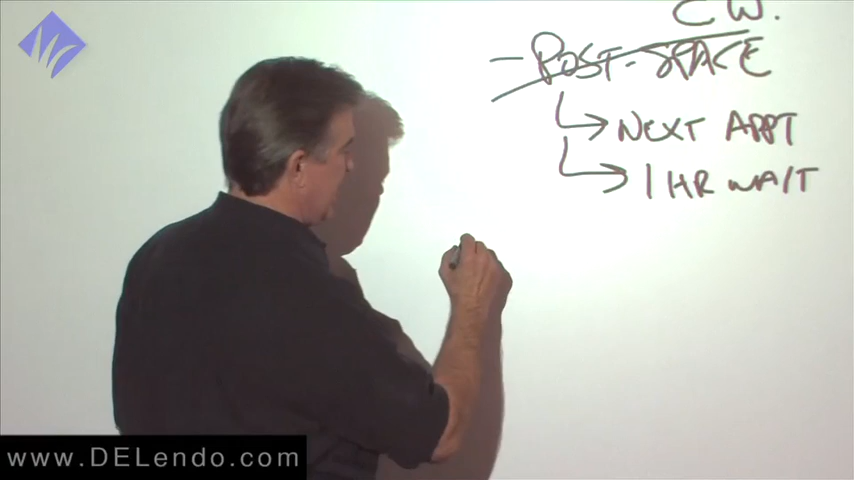 C W.
- POST-SPACE
NEXT APPT
1 HR WAIT
www.DELendo.com